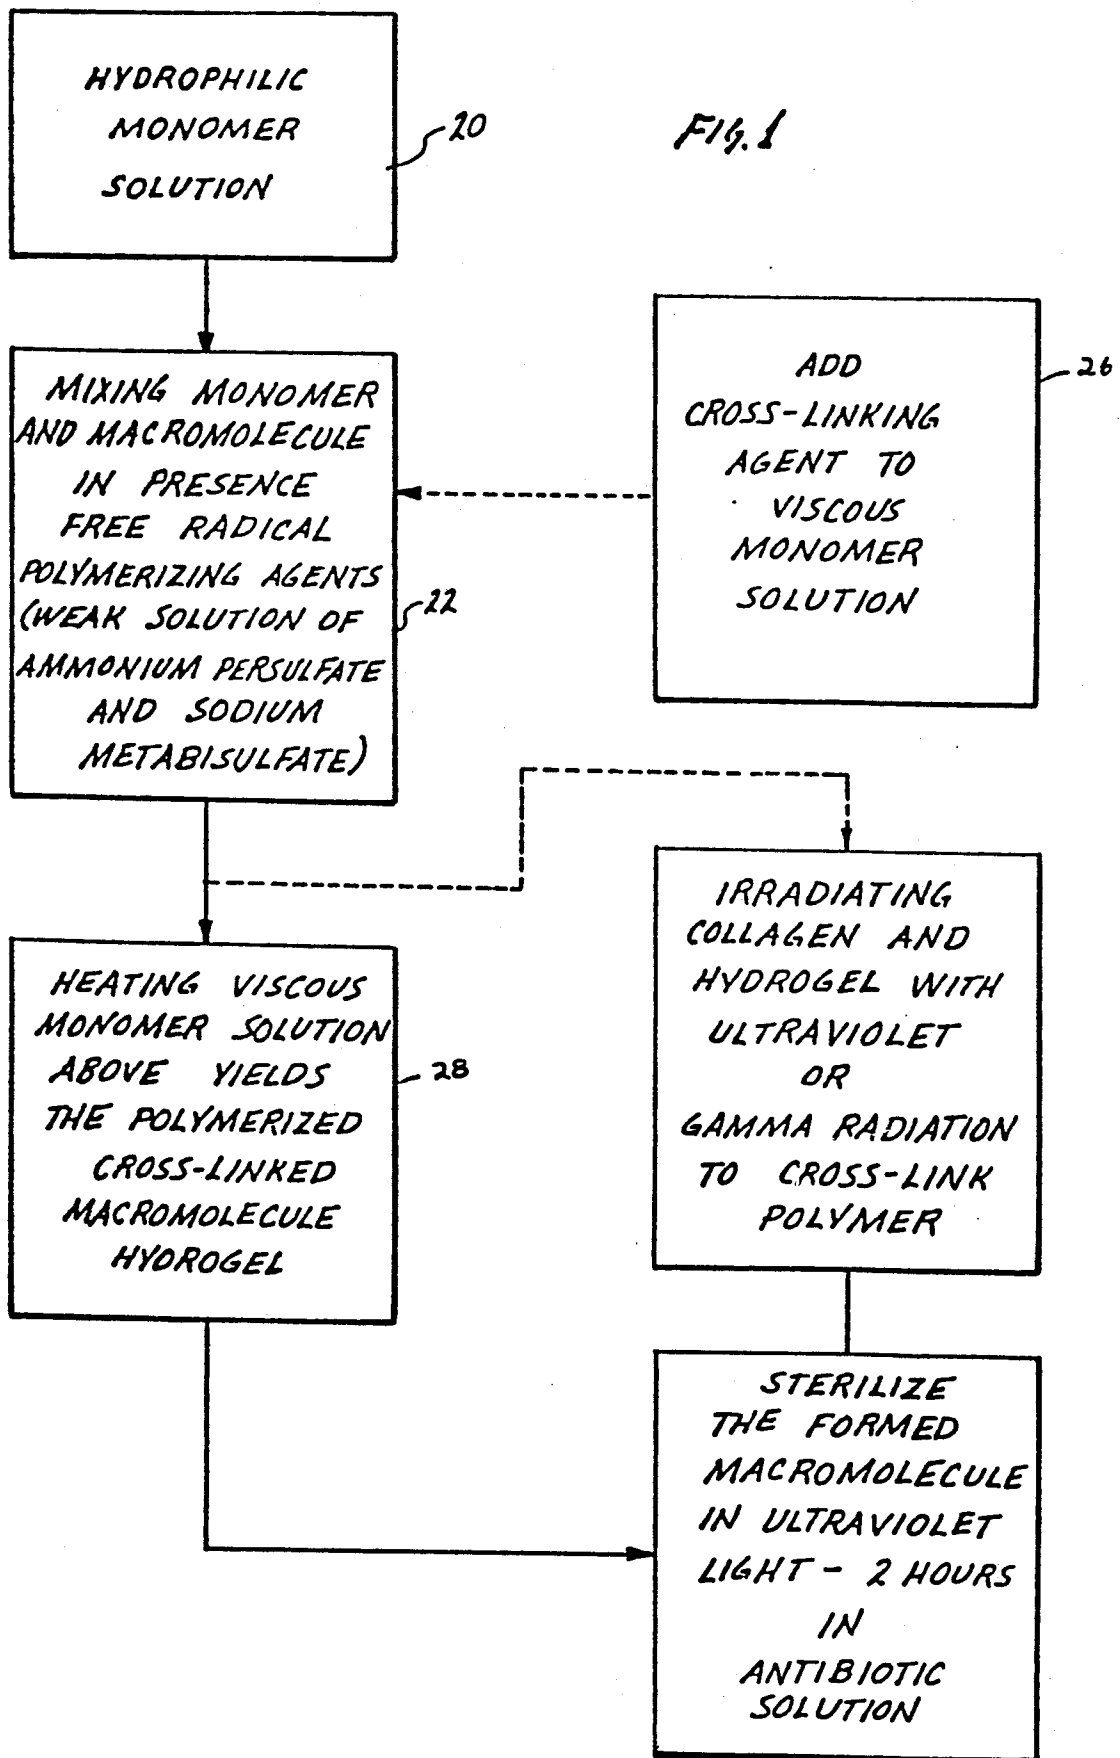 HYDROPHILIC
MONOMER
SOLUTION
20
FIG. 1
MIXING MONOMER
AND MACROMOLECULE
IN PRESENCE
FREE RADICAL
POLYMERIZING AGENTS
(WEAK SOLUTION OF
AMMONIUM PERSULFATE
AND SODIUM
METABISULFATE)
22
ADD
CROSS-LINKING
AGENT TO
VISCOUS
MONOMER
SOLUTION
26
HEATING VISCOUS
MONOMER SOLUTION
ABOVE YIELDS
THE POLYMERIZED
CROSS-LINKED
MACROMOLECULE
HYDROGEL
28
IRRADIATING
COLLAGEN AND
HYDROGEL WITH
ULTRAVIOLET
OR
GAMMA RADIATION
TO CROSS-LINK
POLYMER
STERILIZE
THE FORMED
MACROMOLECULE
IN ULTRAVIOLET
LIGHT - 2 HOURS
IN
ANTIBIOTIC
SOLUTION